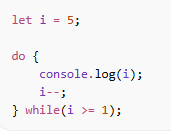 let i = 5;
do {
    console.log(i);
    i--;
} while(i >= 1);